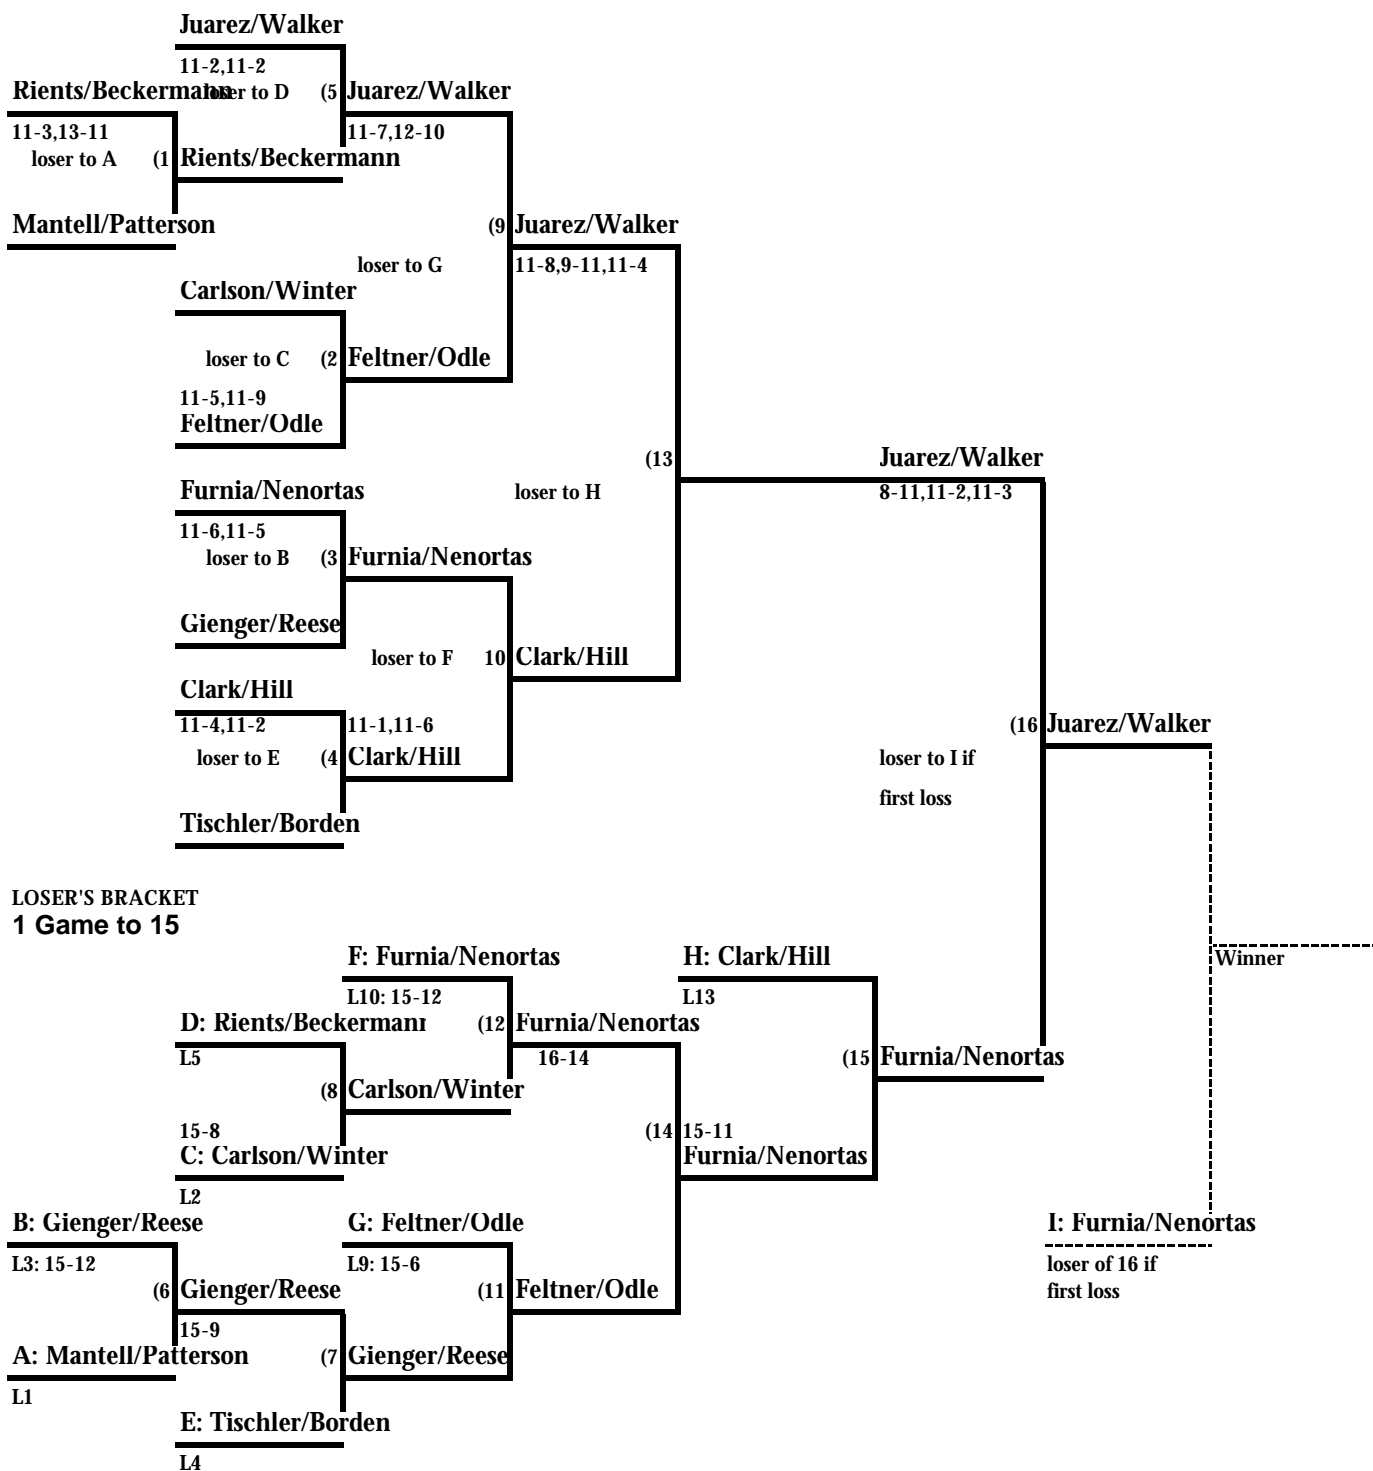 Juarez/Walker
11-2,11-2
Rients/Beckermann
loser to D
(5
Juarez/Walker
11-3,13-11
11-7,12-10
loser to A
(1
Rients/Beckermann
Mantell/Patterson
(9
Juarez/Walker
loser to G
11-8,9-11,11-4
Carlson/Winter
loser to C
(2
Feltner/Odle
11-5,11-9
Feltner/Odle
(13
Juarez/Walker
Furnia/Nenortas
loser to H
8-11,11-2,11-3
11-6,11-5
loser to B
(3
Furnia/Nenortas
Gienger/Reese
loser to F
10
Clark/Hill
Clark/Hill
11-4,11-2
11-1,11-6
(16
Juarez/Walker
loser to E
(4
Clark/Hill
loser to I if
first loss
Tischler/Borden
LOSER'S BRACKET
1 Game to 15
F: Furnia/Nenortas
H: Clark/Hill
Winner
L10: 15-12
L13
D: Rients/Beckermann
(12
Furnia/Nenortas
L5
16-14
(15
Furnia/Nenortas
(8
Carlson/Winter
15-8
(14
15-11
C: Carlson/Winter
Furnia/Nenortas
L2
B: Gienger/Reese
G: Feltner/Odle
I: Furnia/Nenortas
L3: 15-12
L9: 15-6
loser of 16 if
first loss
(6
Gienger/Reese
(11
Feltner/Odle
15-9
A: Mantell/Patterson
(7
Gienger/Reese
L1
E: Tischler/Borden
L4